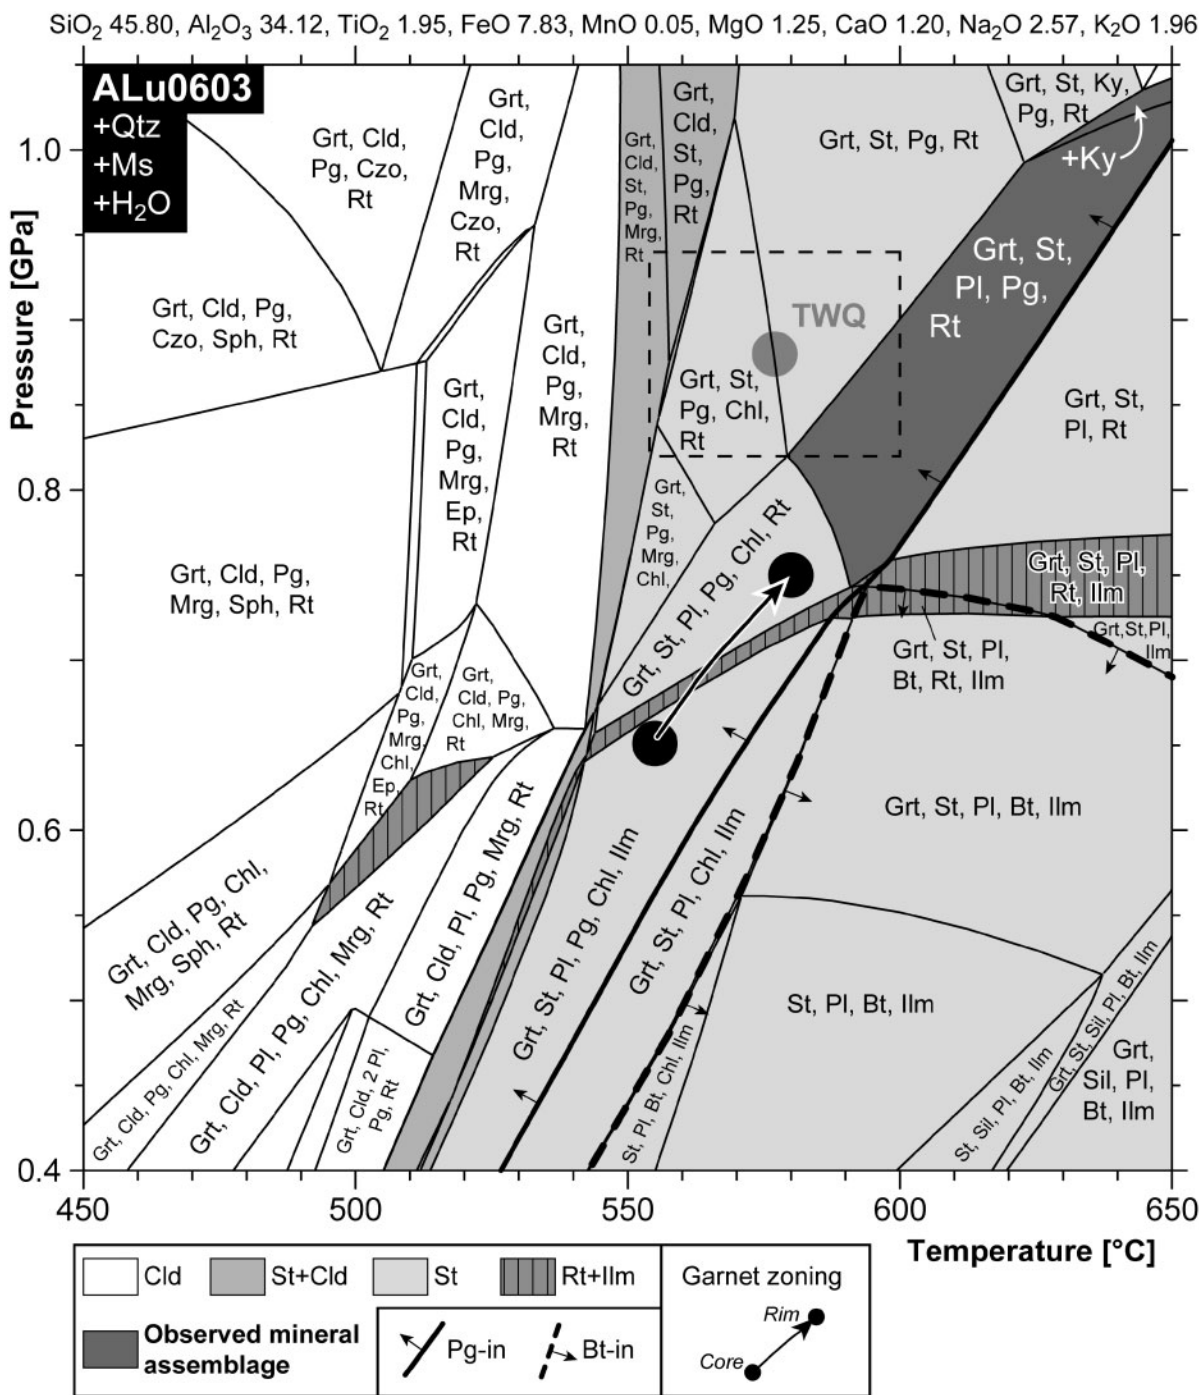 SiO2 45.80, Al2O3 34.12, TiO2 1.95, FeO 7.83, MnO 0.05, MgO 1.25, CaO 1.20, Na2O 2.57, K2O 1.96
ALu0603
+Qtz
+Ms
+H2O
Pressure [GPa]
1.0
0.8
0.6
0.4
Grt, Cld,
Pg, Czo,
Rt
Grt,
Cld,
Pg,
Mrg,
Czo,
Rt
Grt,
Cld,
St,
Pg,
Mrg,
Rt
Grt,
Cld,
St,
Pg,
Rt
Grt, St, Pg, Rt
Grt, St, Ky,
Pg, Rt
+Ky
Grt, St,
Pl, Pg,
Rt
Grt, Cld, Pg,
Czo, Sph, Rt
Grt,
Cld,
Pg,
Mrg,
Rt
TWQ
Grt, St,
Pg, Chl,
Rt
Grt, St,
Pl, Rt
Grt,
Cld,
Pg,
Mrg,
Ep,
Rt
Grt,
St,
Pg,
Mrg,
Chl,
Grt, St, Pl, Pg, Chl, Rt
Grt, Cld, Pg,
Mrg, Sph, Rt
Grt, St, Pl,
Rt, Ilm
Grt,St,Pl,
Ilm
Grt, St, Pl,
Bt, Rt, Ilm
Grt,
Cld,
Pg,
Mrg,
Chl,
Ep,
Rt
Grt,
Cld, Pg,
Chl, Mrg,
Rt
Grt, St, Pl, Bt, Ilm
Grt, Cld, Pg, Chl,
Mrg, Sph, Rt
Grt, Cld, Pg, Chl, Mrg, Rt
Grt, Cld, Pl, Pg, Chl, Mrg, Rt
Grt, Cld, Pl, Pg, Mrg, Rt
Grt, Cld, 2 Pl,
Pg, Rt
Grt, St, Pl, Pg, Chl, Ilm
Grt, St, Pl, Chl, Ilm
St, Pl, Bt, Chl, Ilm
St, Pl, Bt, Ilm
St, Sil, Pl, Bt, Ilm
Grt, St, Sil, Pl, Bt, Ilm
Grt,
Sil, Pl,
Bt, Ilm
450
500
550
600
650
Temperature [°C]
Cld
St+Cld
St
Rt+Ilm
Observed mineral
assemblage
Pg-in
Bt-in
Garnet zoning
Rim
Core